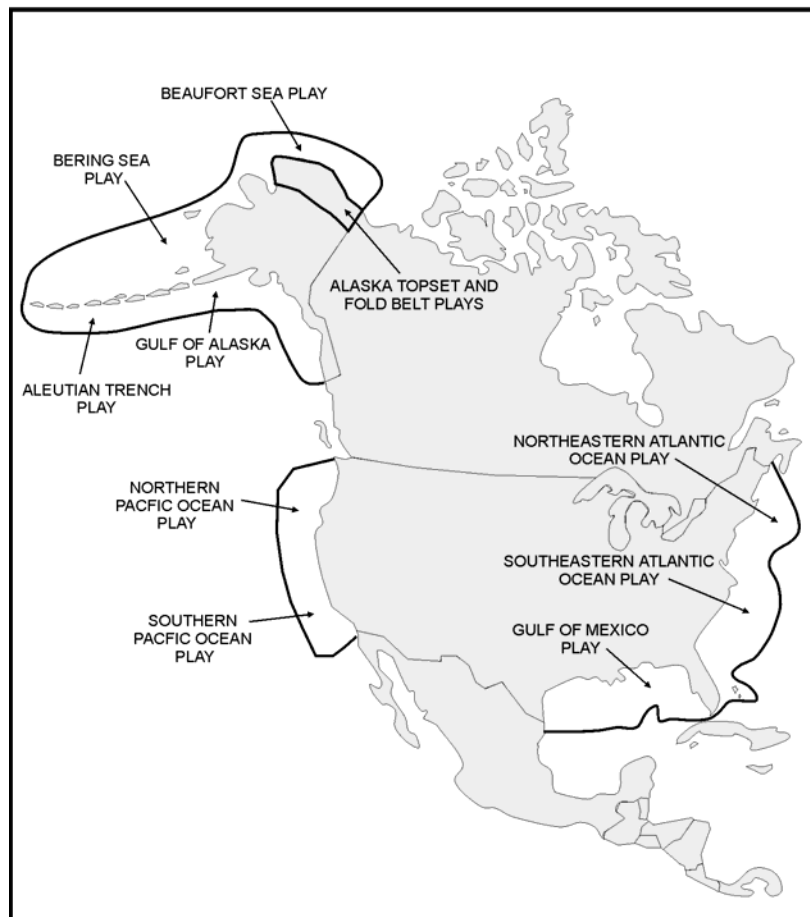 BEAUFORT SEA PLAY
BERING SEA
PLAY
ALASKA TOPSET AND
FOLD BELT PLAYS
GULF OF ALASKA
PLAY
ALEUTIAN TRENCH
PLAY
NORTHEASTERN ATLANTIC
OCEAN PLAY
NORTHERN
PACFIC OCEAN
PLAY
SOUTHEASTERN ATLANTIC
OCEAN PLAY
SOUTHERN
PACFIC OCEAN
PLAY
GULF OF MEXICO
PLAY